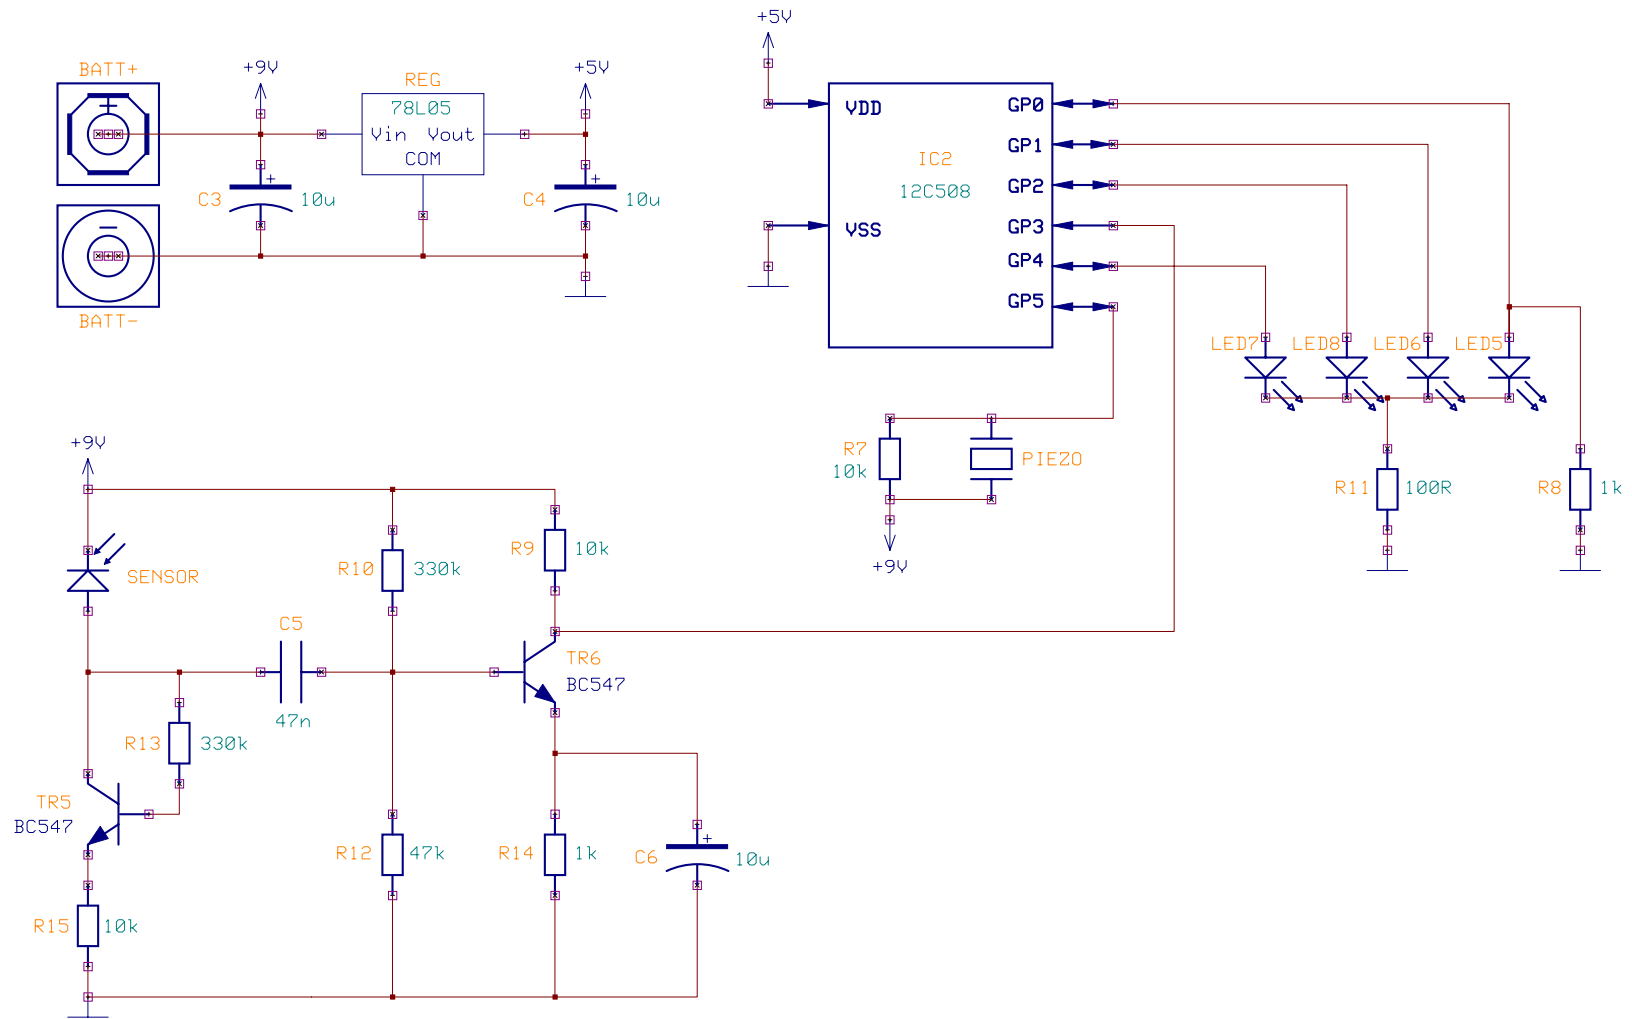 BATT+
+9V
REG
78L05
Vin Vout
COM
+5V
C3 10u
C4 10u
BATT-
+5V
VDD
VSS
IC2
12C508
GP0
GP1
GP2
GP3
GP4
GP5
LED7 LED8 LED6 LED5
R7
10k
PIEZO
+9V
R11 100R
R8 1k
+9V
SENSOR
R10 330k
R9 10k
C5
47n
TR6
BC547
R13 330k
TR5
BC547
R12 47k
R14 1k
C6 10u
R15 10k